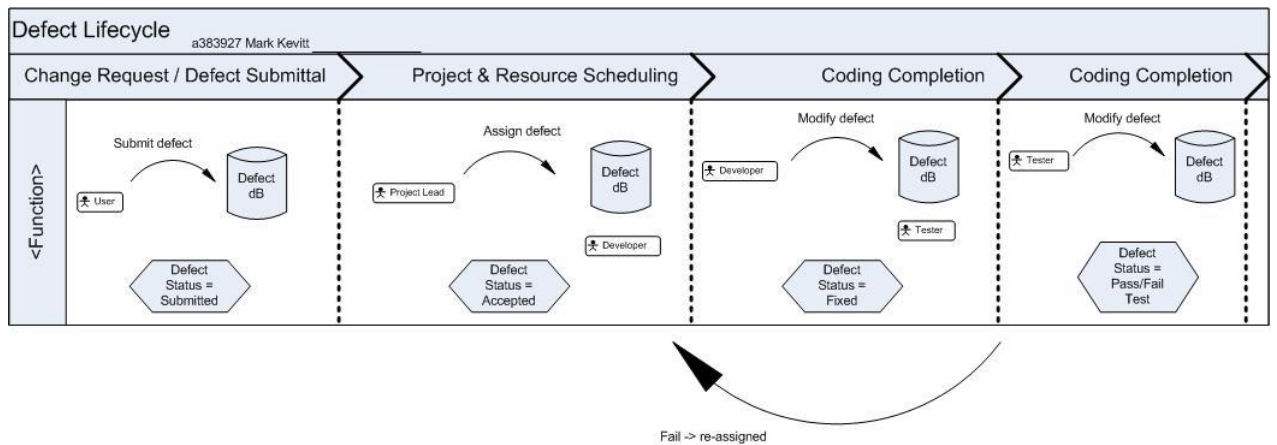 Defect Lifecycle
a383927 Mark Kevitt
Change Request / Defect Submittal
Project & Resource Scheduling
Coding Completion
Coding Completion
<Function>
Submit defect
User
Defect
dB
Defect
Status =
Submitted
Assign defect
Project Lead
Defect
dB
Developer
Defect
Status =
Accepted
Modify defect
Developer
Defect
dB
Tester
Defect
Status =
Fixed
Modify defect
Tester
Defect
dB
Defect
Status =
Pass/Fail
Test
Fail -> re-assigned